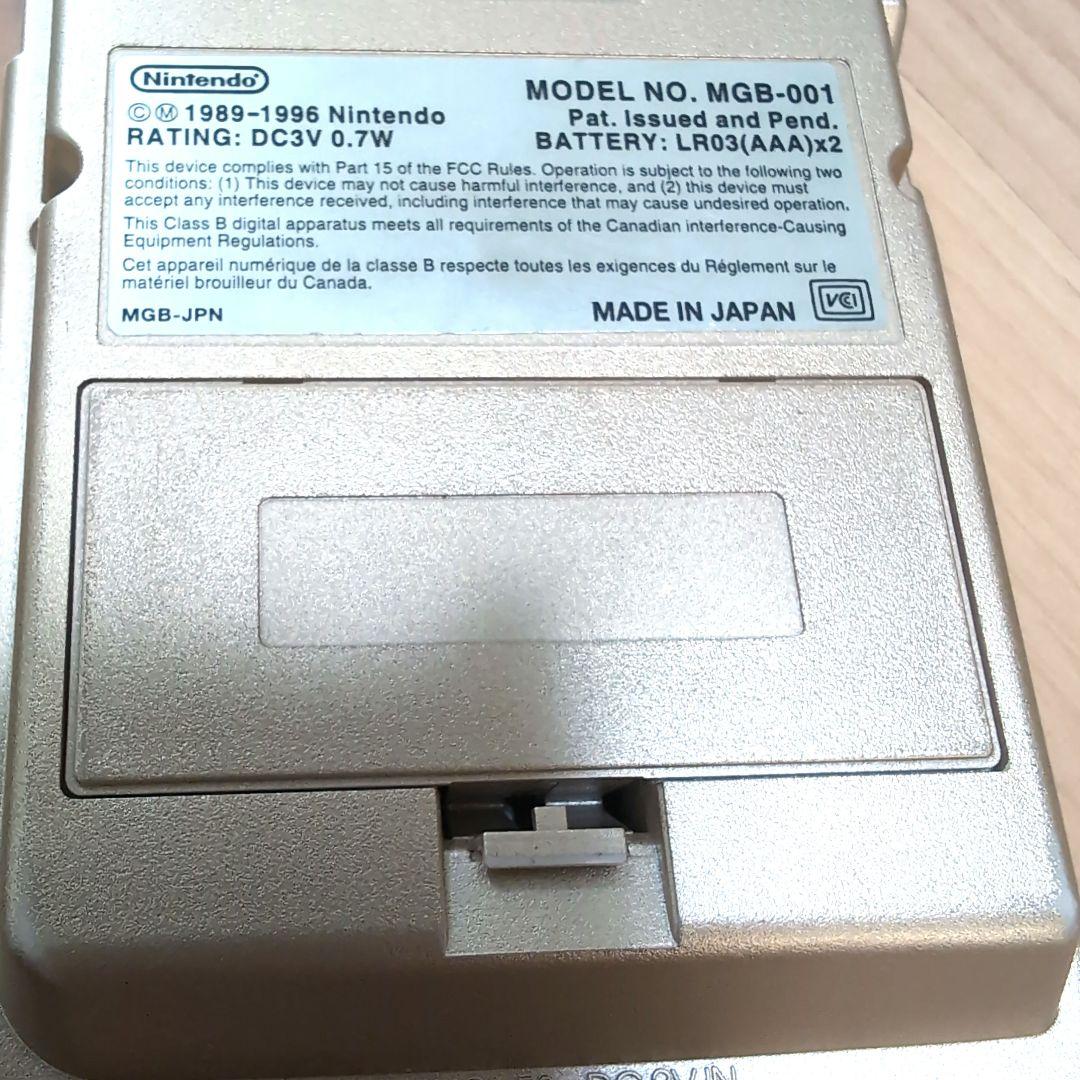 Nintendo®
MODEL NO. MGB-001
ⒸⓂ 1989-1996 Nintendo
Pat. Issued and Pend.
RATING: DC3V 0.7W
BATTERY: LR03(AAA)x2
This device complies with Part 15 of the FCC Rules. Operation is subject to the following two
conditions: (1) This device may not cause harmful interference, and (2) this device must
accept any interference received, including interference that may cause undesired operation.
This Class B digital apparatus meets all requirements of the Canadian interference-Causing
Equipment Regulations.
Cet appareil numérique de la classe B respecte toutes les exigences du Réglement sur le
matériel brouilleur du Canada.
MGB-JPN
MADE IN JAPAN
VCI